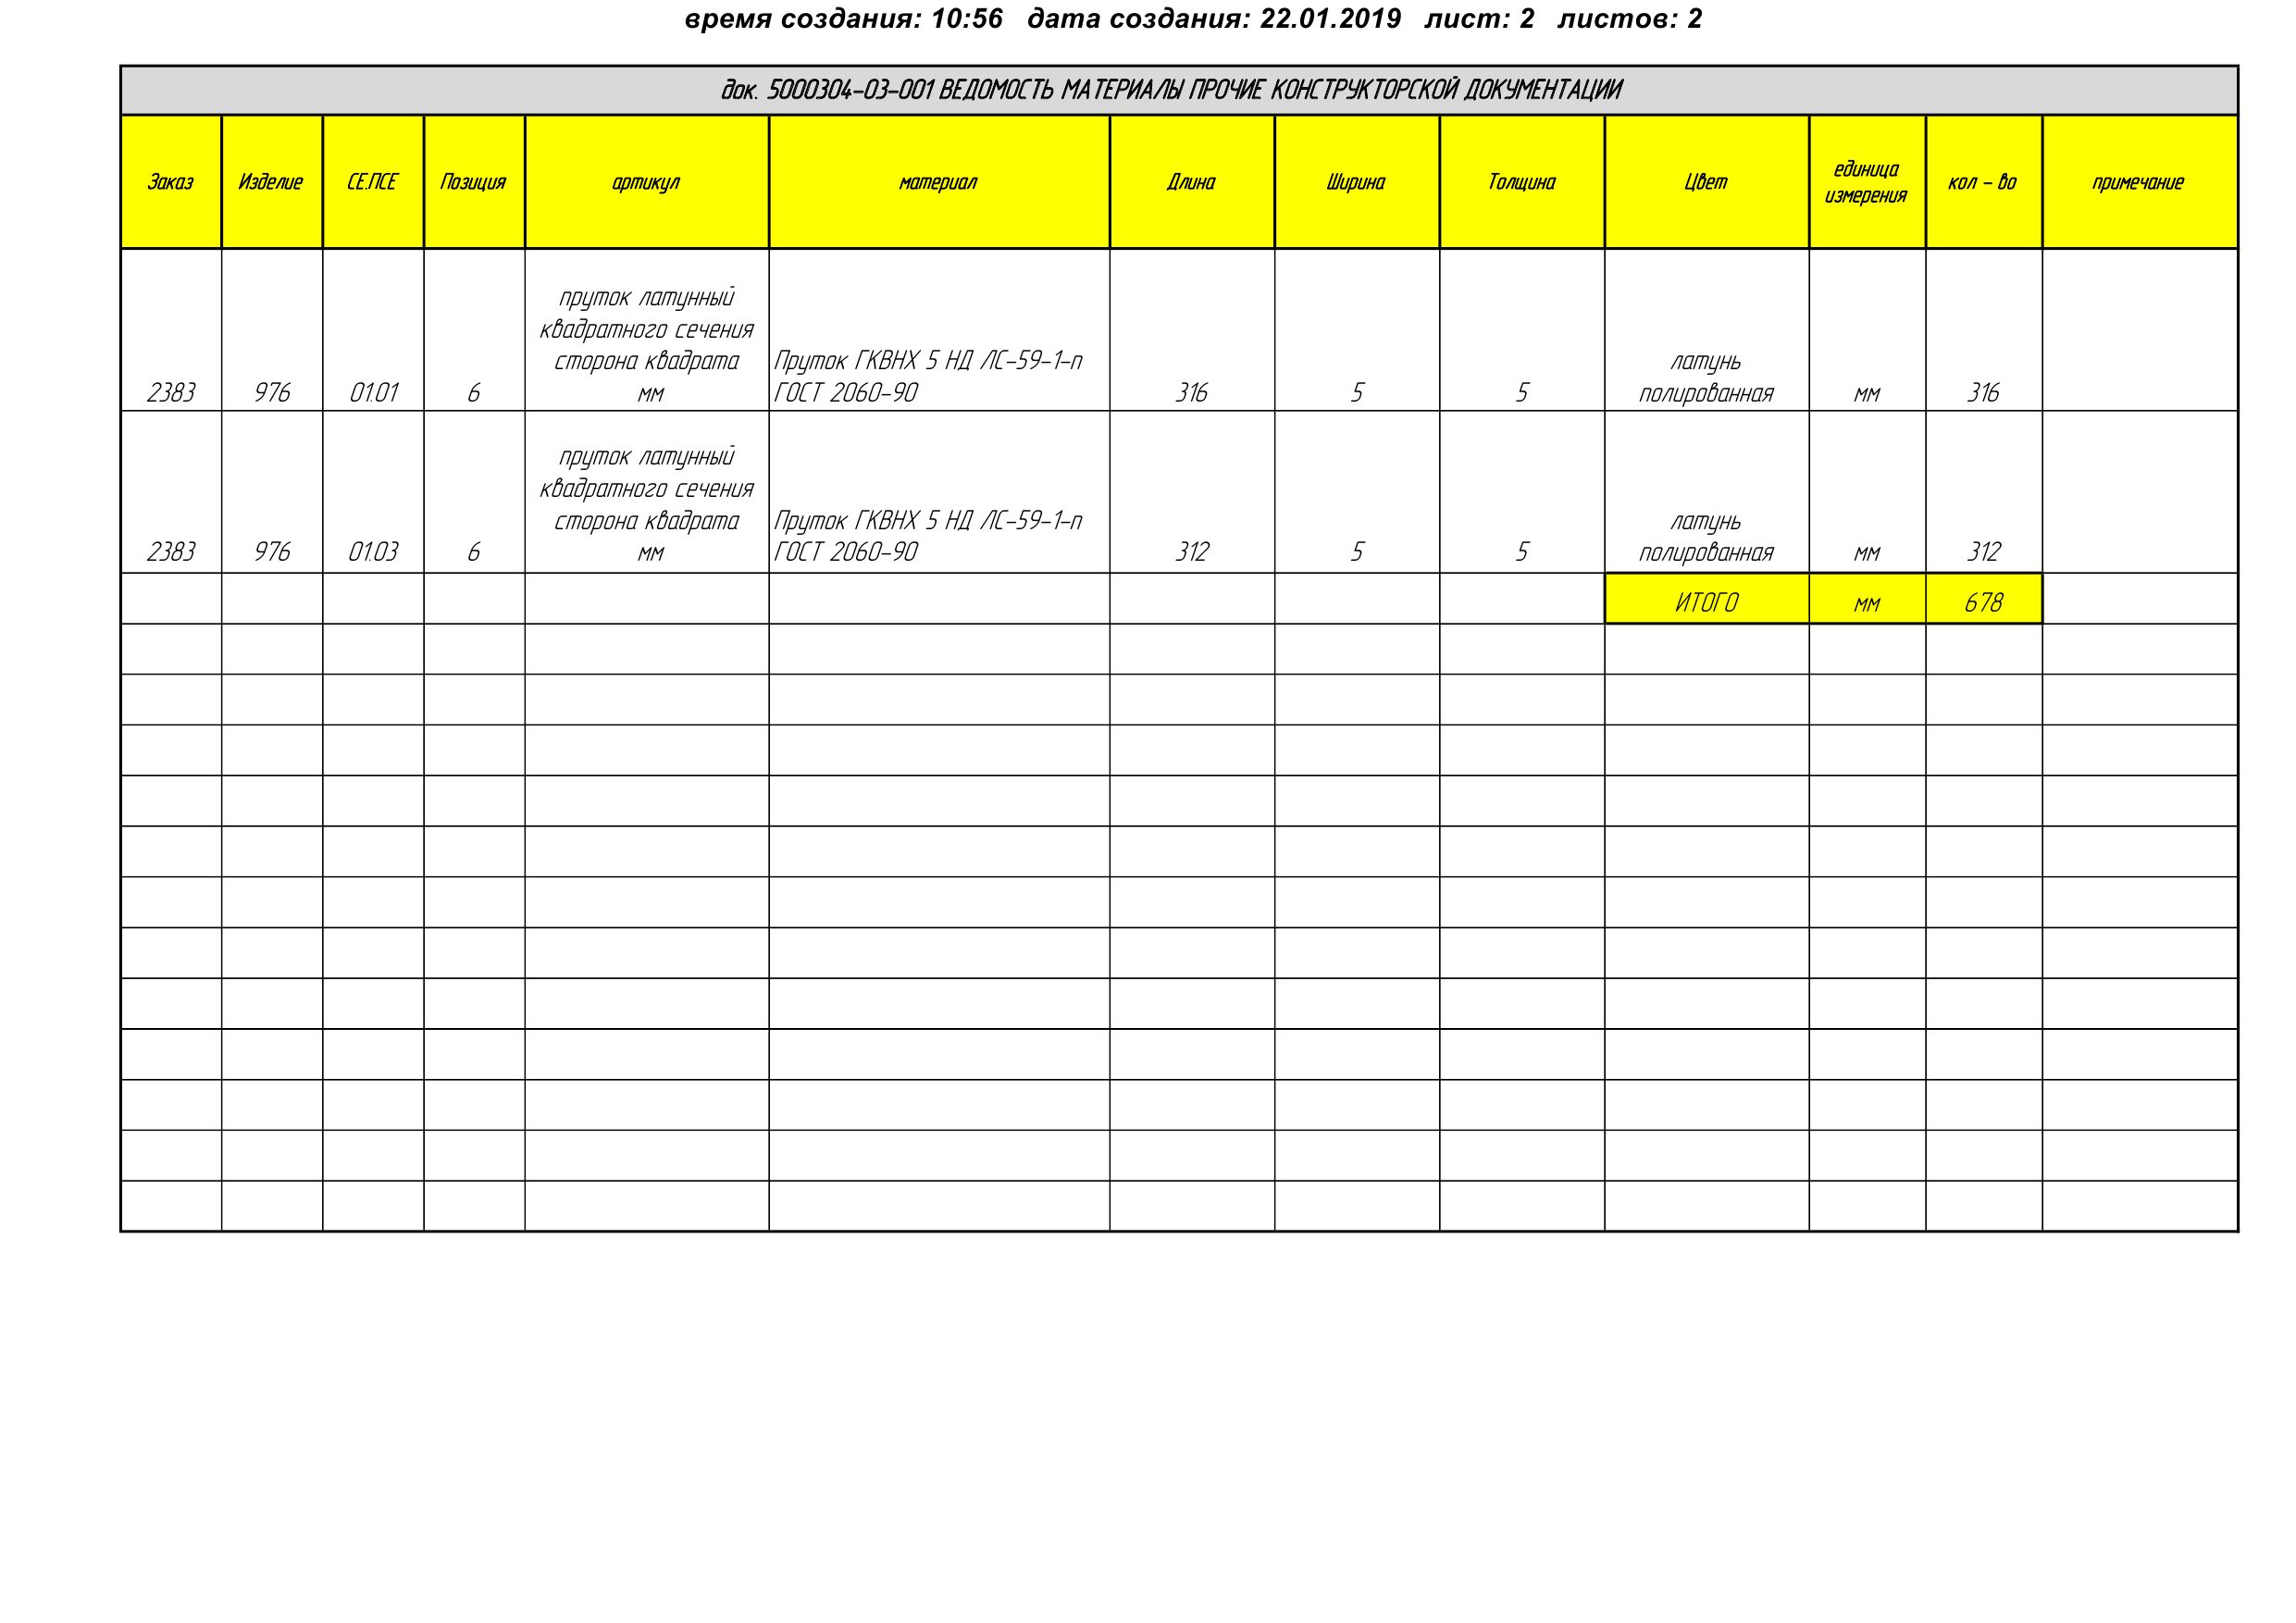 время создания: 10:56 дата создания: 22.01.2019 лист: 2 листов: 2
док. 5000304-03-001 ВЕДОМОСТЬ МАТЕРИАЛЫ ПРОЧИЕ КОНСТРУКТОРСКОЙ ДОКУМЕНТАЦИИ
Заказ Изделие СЕ.ПСЕ Позиция артикул материал Длина Ширина Толщина Цвет единица измерения кол - во примечание
пруток латунный
квадратного сечения
сторона квадрата Пруток ГКВНХ 5 НД ЛС-59-1-п латунь
2383 976 01.01 6 мм ГОСТ 2060-90 316 5 5 полированная мм 316
пруток латунный
квадратного сечения
сторона квадрата Пруток ГКВНХ 5 НД ЛС-59-1-п латунь
2383 976 01.03 6 мм ГОСТ 2060-90 312 5 5 полированная мм 312
ИТОГО мм 678